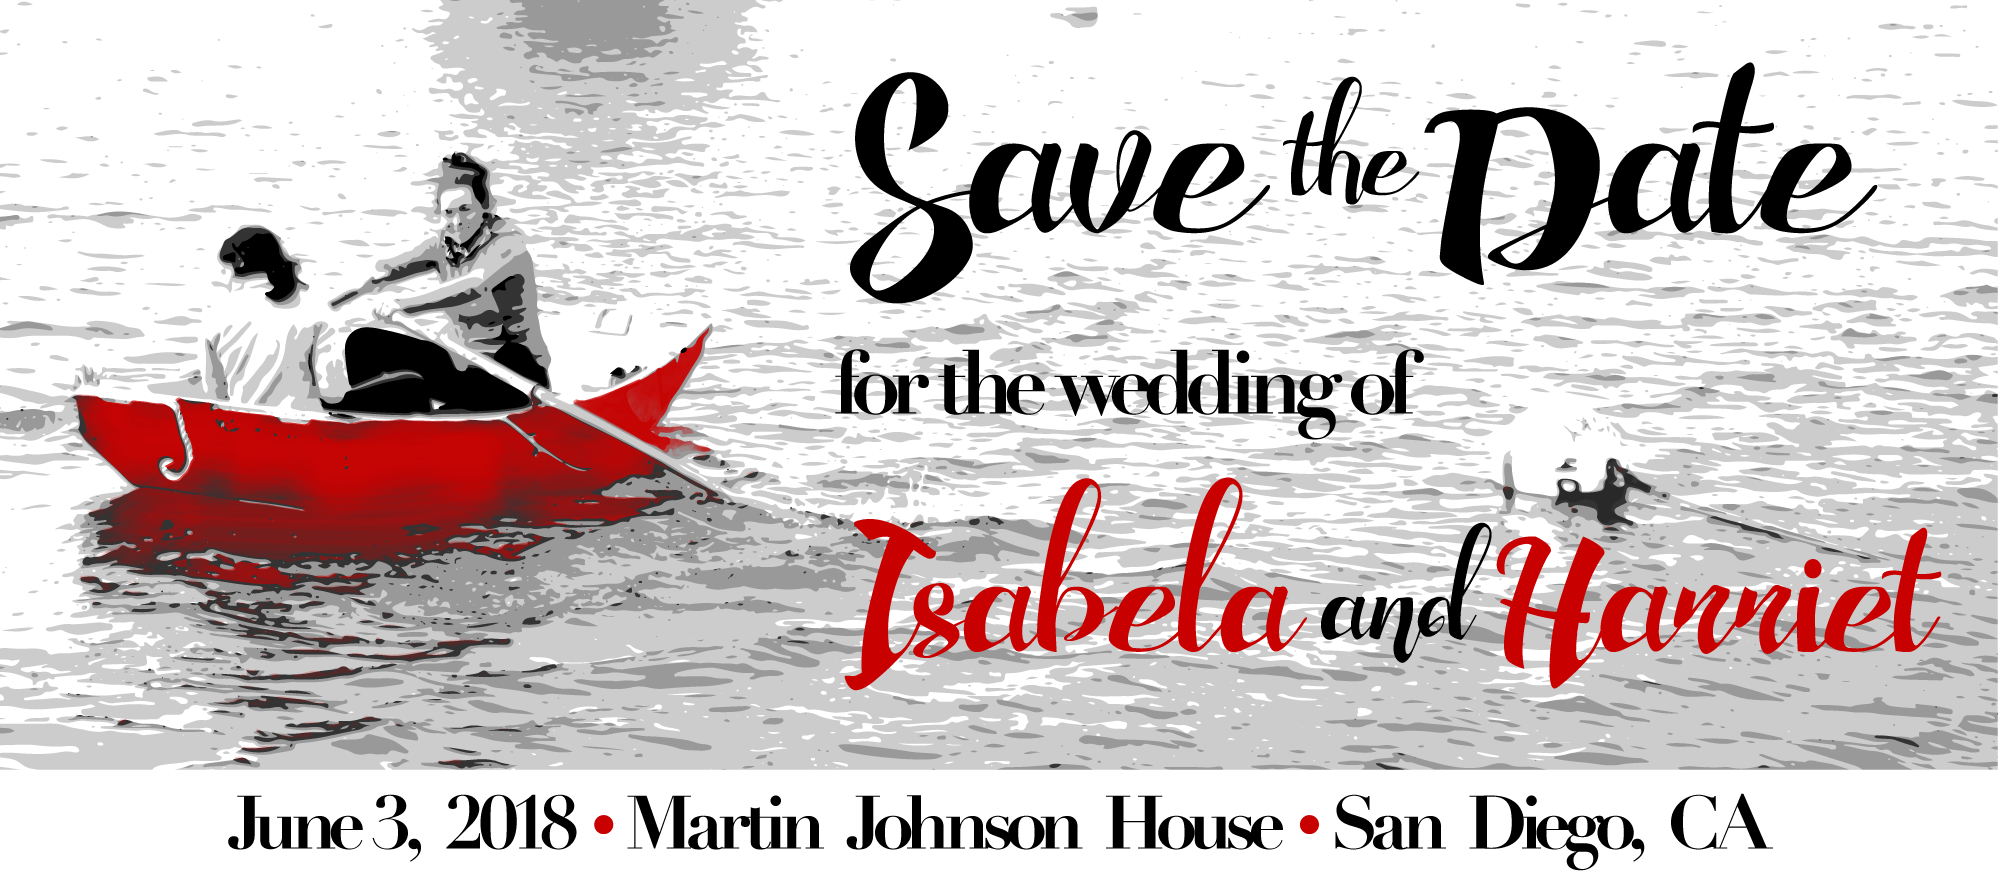 Save the Date
for the wedding of
Isabela and Harriet
June 3, 2018 • Martin Johnson House • San Diego, CA